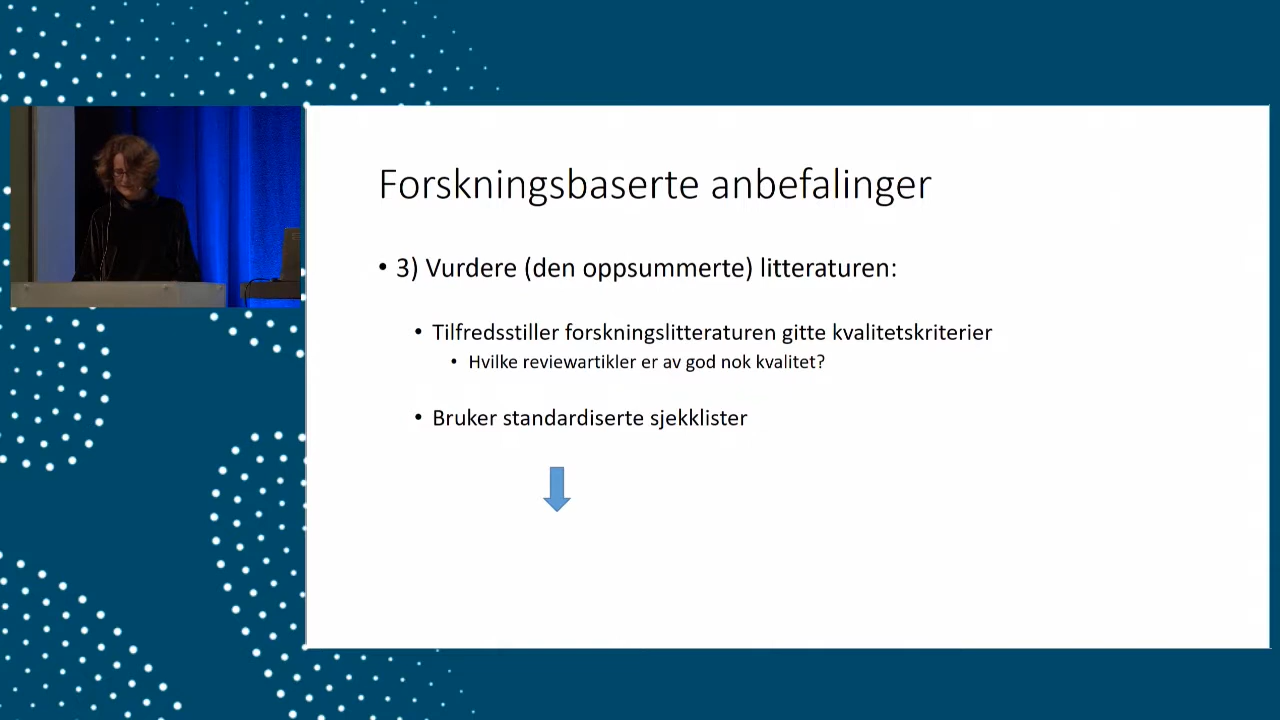 Forskningsbaserte anbefalinger
• 3) Vurdere (den oppsummerte) litteraturen:
• Tilfredsstiller forskningslitteraturen gitte kvalitetskriterier
• Hvilke reviewartikler er av god nok kvalitet?
• Bruker standardiserte sjekklister